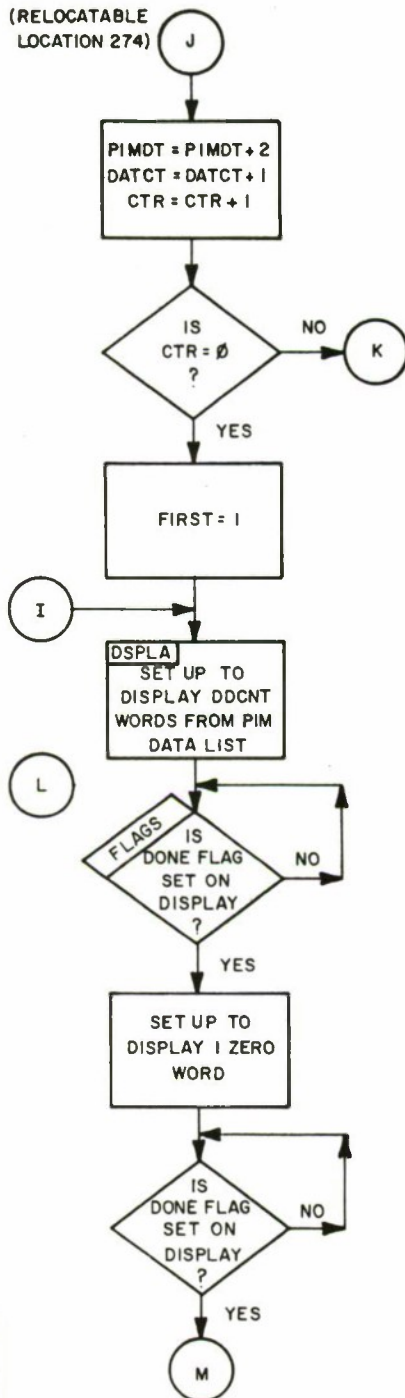 (RELOCATABLE
LOCATION 274)
J
PIMDT = PIMDT + 2
DATCT = DATCT + 1
CTR = CTR + 1
IS
CTR = Ø
?
NO
K
YES
FIRST = 1
I
DSPLA
SET UP TO
DISPLAY DDCNT
WORDS FROM PIM
DATA LIST
L
FLAGS
IS
DONE FLAG
SET ON
DISPLAY
?
NO
YES
SET UP TO
DISPLAY 1 ZERO
WORD
IS
DONE FLAG
SET ON
DISPLAY
?
NO
YES
M